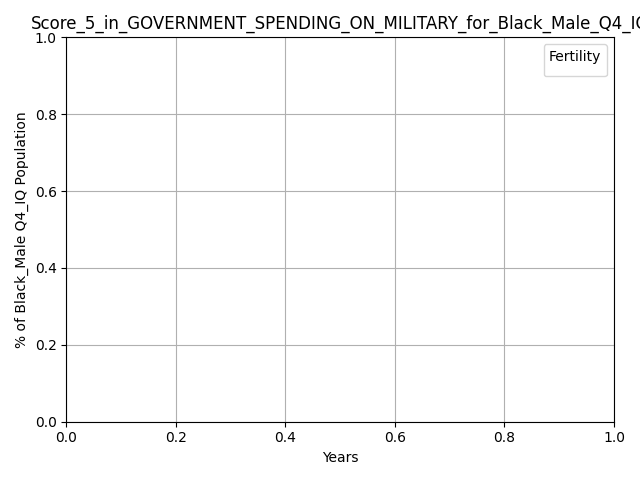 Score_5_in_GOVERNMENT_SPENDING_ON_MILITARY_for_Black_Male_Q4_IQ
Fertility
% of Black_Male Q4_IQ Population
1.0
0.8
0.6
0.4
0.2
0.0
0.0 0.2 0.4 0.6 0.8 1.0
Years